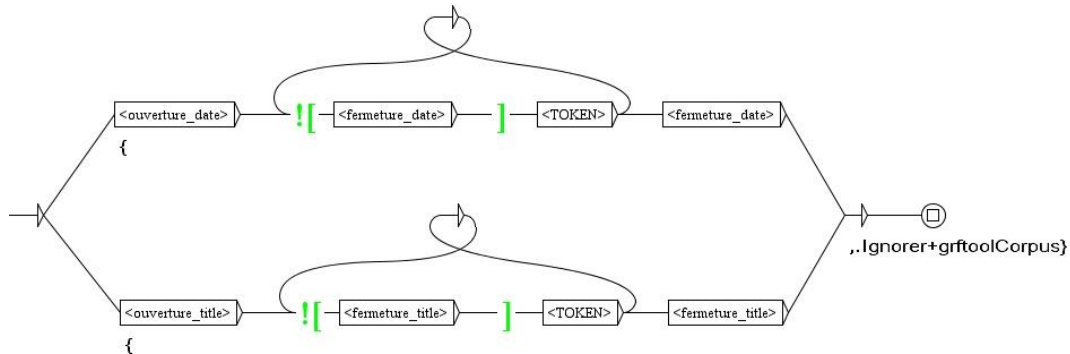 <ouverture_date> ![ <fermeture_date> ] <TOKEN> <fermeture_date>
{
,.Ignorer+grftoolCorpus}
<ouverture_title> ![ <fermeture_title> ] <TOKEN> <fermeture_title>
{